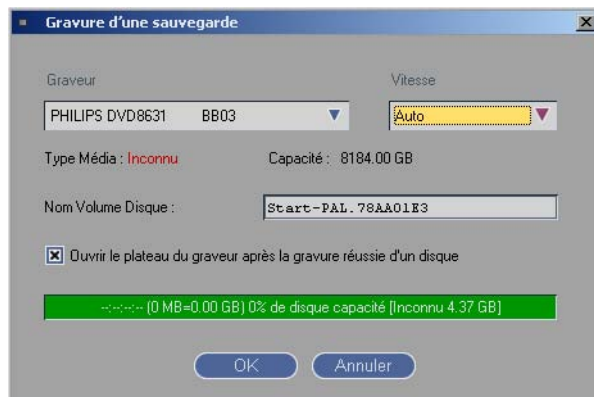 Gravure d'une sauvegarde
Graveur Vitesse
PHILIPS DVD8631 BB03 Auto
Type Média : Inconnu Capacité : 8184.00 GB
Nom Volume Disque : Start-PAL.78AA01E3
Ouvrir le plateau du graveur après la gravure réussie d'un disque
--:--:--:-- (0 MB=0.00 GB) 0% de disque capacité [Inconnu 4.37 GB]
OK Annuler